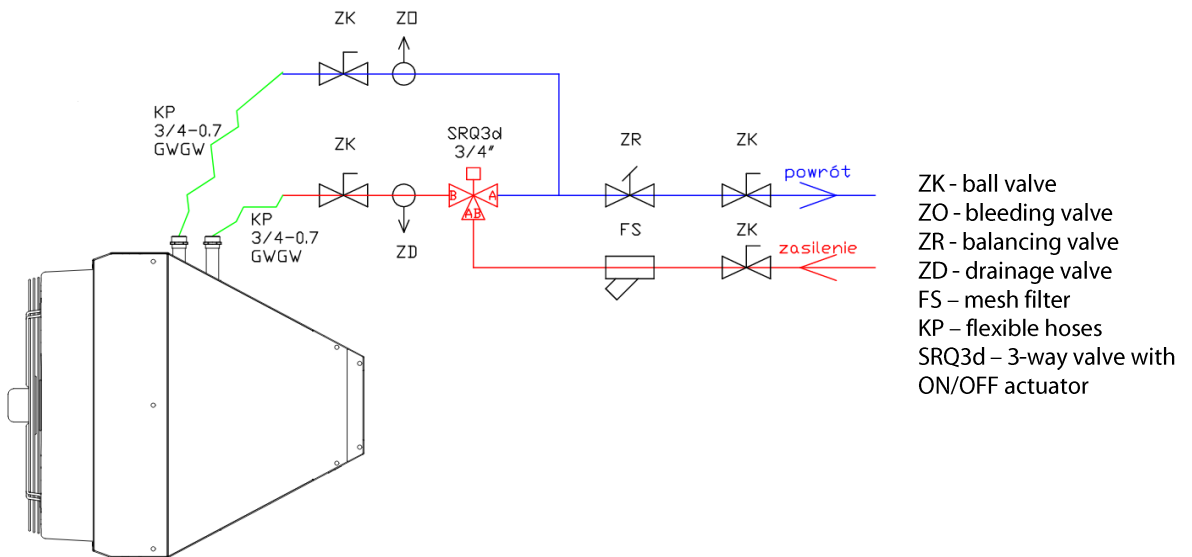 ZK
ZO
KP
3/4-0.7
GWGW
ZK
SRQ3d
3/4"
ZR
ZK
powrót
B
A
AB
KP
3/4-0.7
GWGW
ZD
FS
ZK
zasilenie
ZK - ball valve
ZO - bleeding valve
ZR - balancing valve
ZD - drainage valve
FS – mesh filter
KP – flexible hoses
SRQ3d – 3-way valve with
ON/OFF actuator